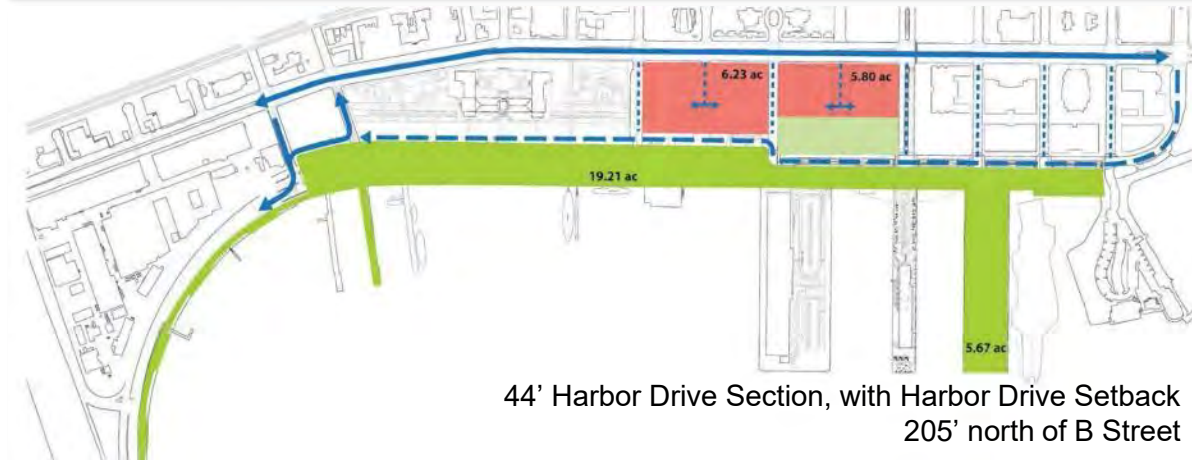 6.23 ac
5.80 ac
19.21 ac
5.67 ac
44’ Harbor Drive Section, with Harbor Drive Setback
205’ north of B Street